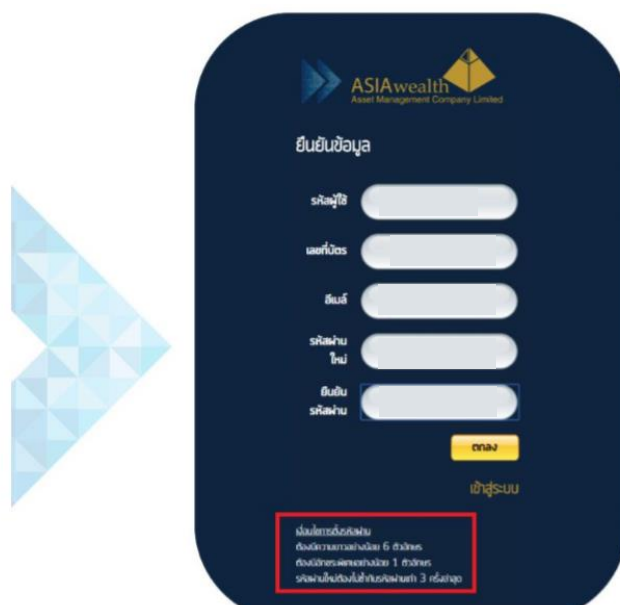 ASIAwealth
Asset Management Company Limited
ยืนยันข้อมูล
รหัสผู้ใช้
เลขที่บัตร
อีเมล์
รหัสผ่าน
ใหม่
ยืนยัน
รหัสผ่าน
ตกลง
เข้าสู่ระบบ
เงื่อนไขการตั้งรหัสผ่าน
ต้องมีความยาวอย่างน้อย 6 ตัวอักษร
ต้องมีอักขระพิเศษอย่างน้อย 1 ตัวอักษร
รหัสผ่านใหม่ต้องไม่ซ้ำกับรหัสผ่านเก่า 3 ครั้งล่าสุด